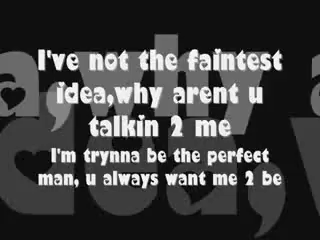 I've not the faintest
idea,why arent u
talkin 2 me
I'm trynna be the perfect
man, u always want me 2 be